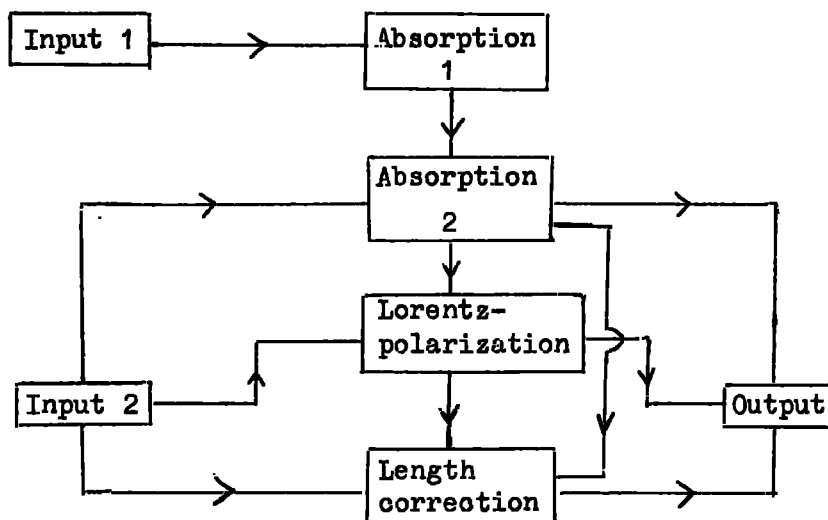 Input 1
Absorption
1
Absorption
2
Lorentz-
polarization
Input 2
Output
Length
correction